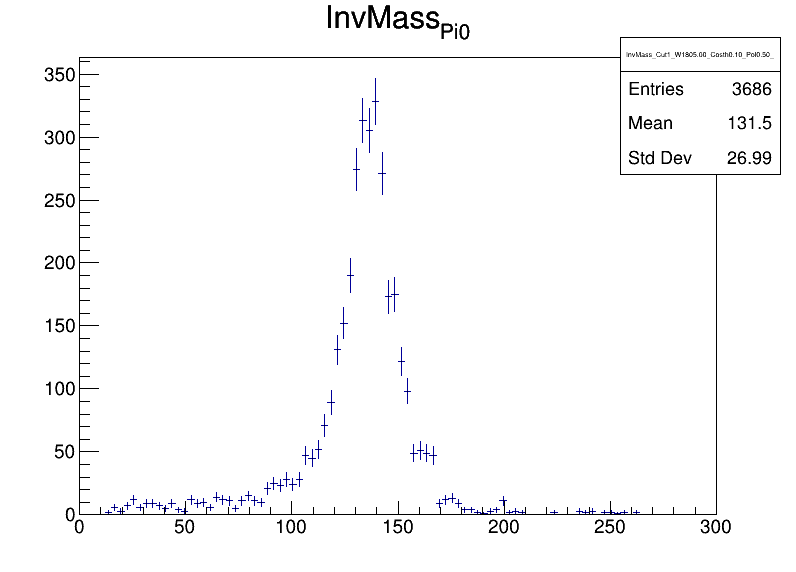 InvMass_Pi0
InvMass_Cut1_W1805.00_Costh0.10_Pol0.50_
Entries 3686
Mean 131.5
Std Dev 26.99
350
300
250
200
150
100
50
0
0 50 100 150 200 250 300